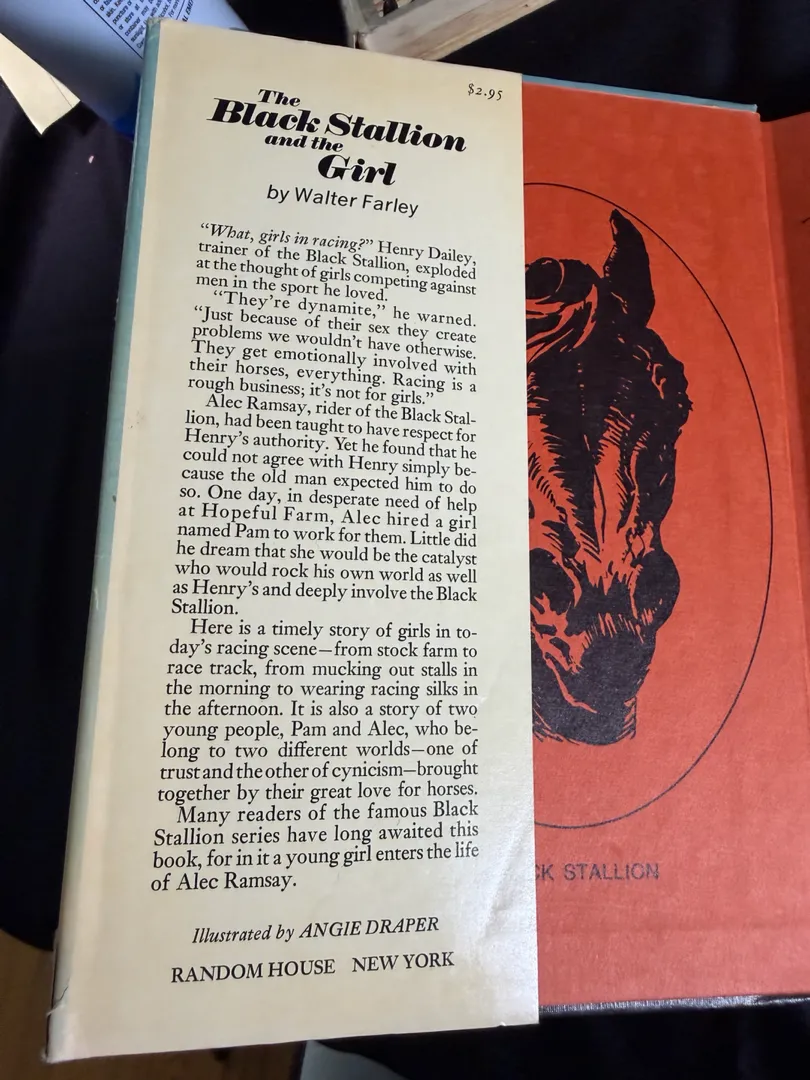 $2.95
The
Black Stallion
and the
Girl
by Walter Farley
“What, girls in racing?” Henry Dailey,
trainer of the Black Stallion, exploded
at the thought of girls competing against
men in the sport he loved.
“They’re dynamite,” he warned.
“Just because of their sex they create
problems we wouldn’t have otherwise.
They get emotionally involved with
their horses, everything. Racing is a
rough business; it’s not for girls.”
Alec Ramsay, rider of the Black Stal-
lion, had been taught to have respect for
Henry’s authority. Yet he found that he
could not agree with Henry simply be-
cause the old man expected him to do
so. One day, in desperate need of help
at Hopeful Farm, Alec hired a girl
named Pam to work for them. Little did
he dream that she would be the catalyst
who would rock his own world as well
as Henry’s and deeply involve the Black
Stallion.
Here is a timely story of girls in to-
day’s racing scene—from stock farm to
race track, from mucking out stalls in
the morning to wearing racing silks in
the afternoon. It is also a story of two
young people, Pam and Alec, who be-
long to two different worlds—one of
trust and the other of cynicism—brought
together by their great love for horses.
Many readers of the famous Black
Stallion series have long awaited this
book, for in it a young girl enters the life
of Alec Ramsay.
Illustrated by ANGIE DRAPER
RANDOM HOUSE NEW YORK
CK STALLION